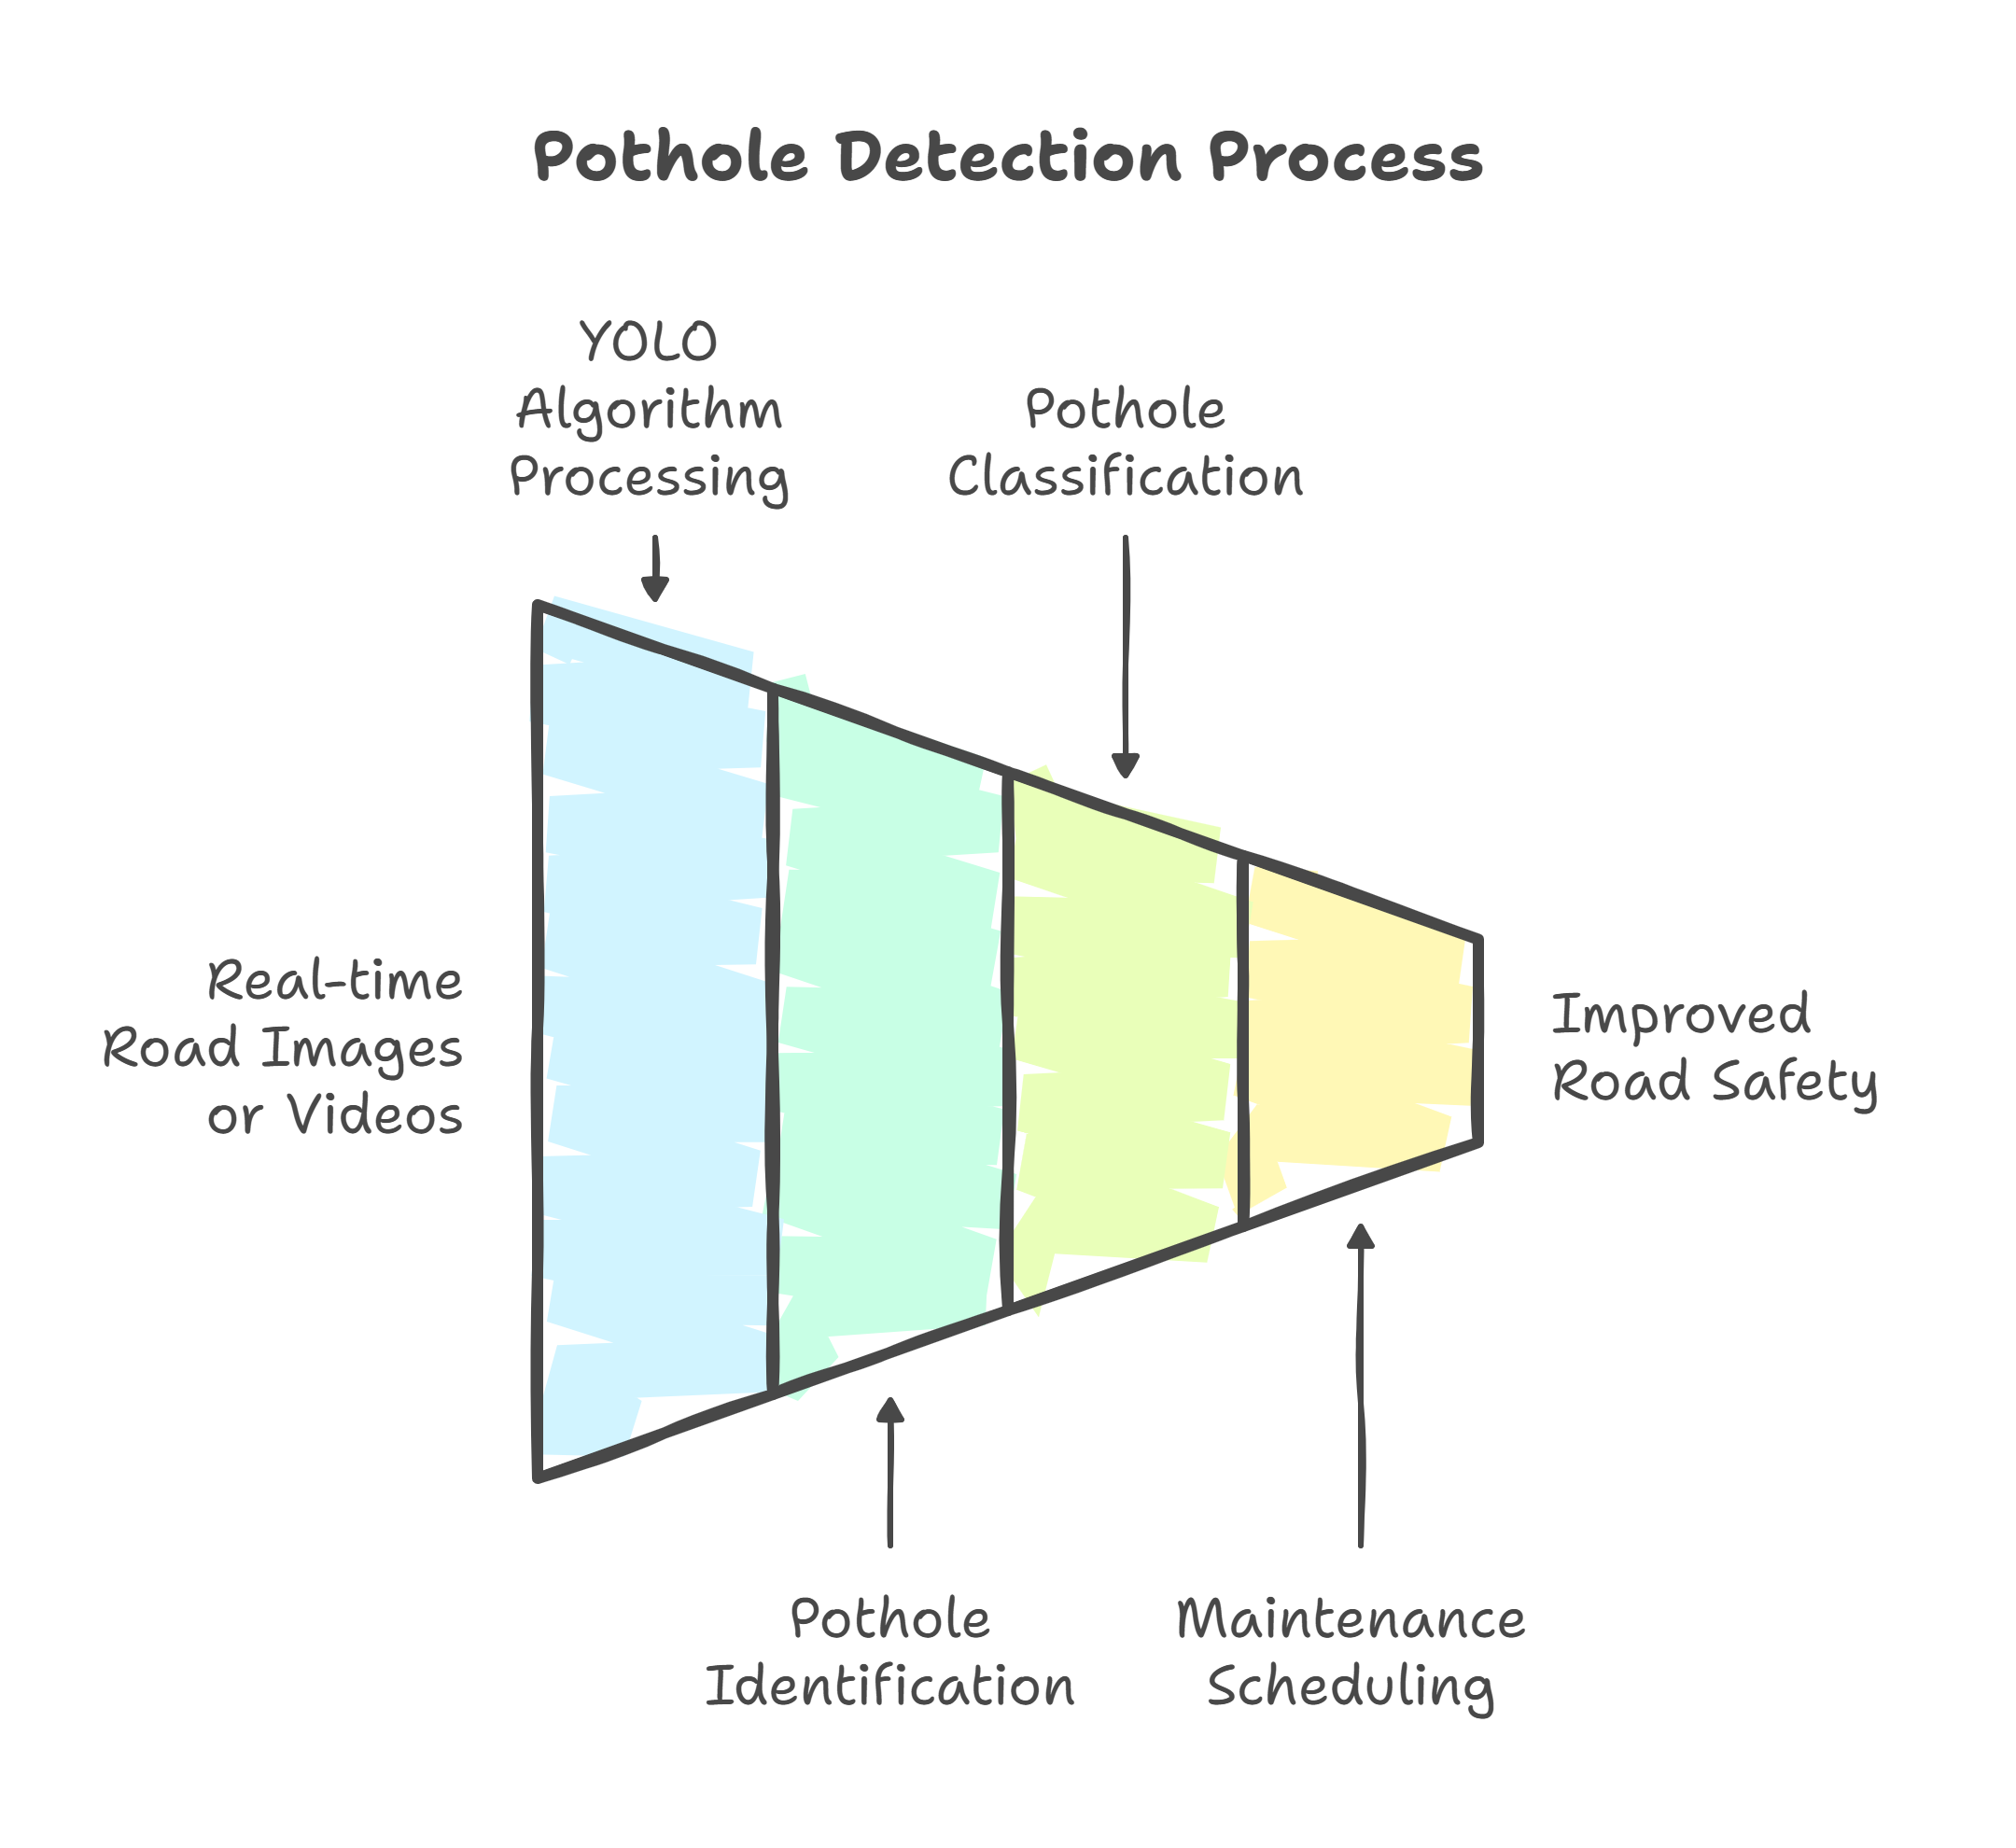 Pothole Detection Process
YOLO
Algorithm
Processing
Pothole
Classification
Real-time
Road Images
or Videos
Improved
Road Safety
Pothole
Identification
Maintenance
Scheduling